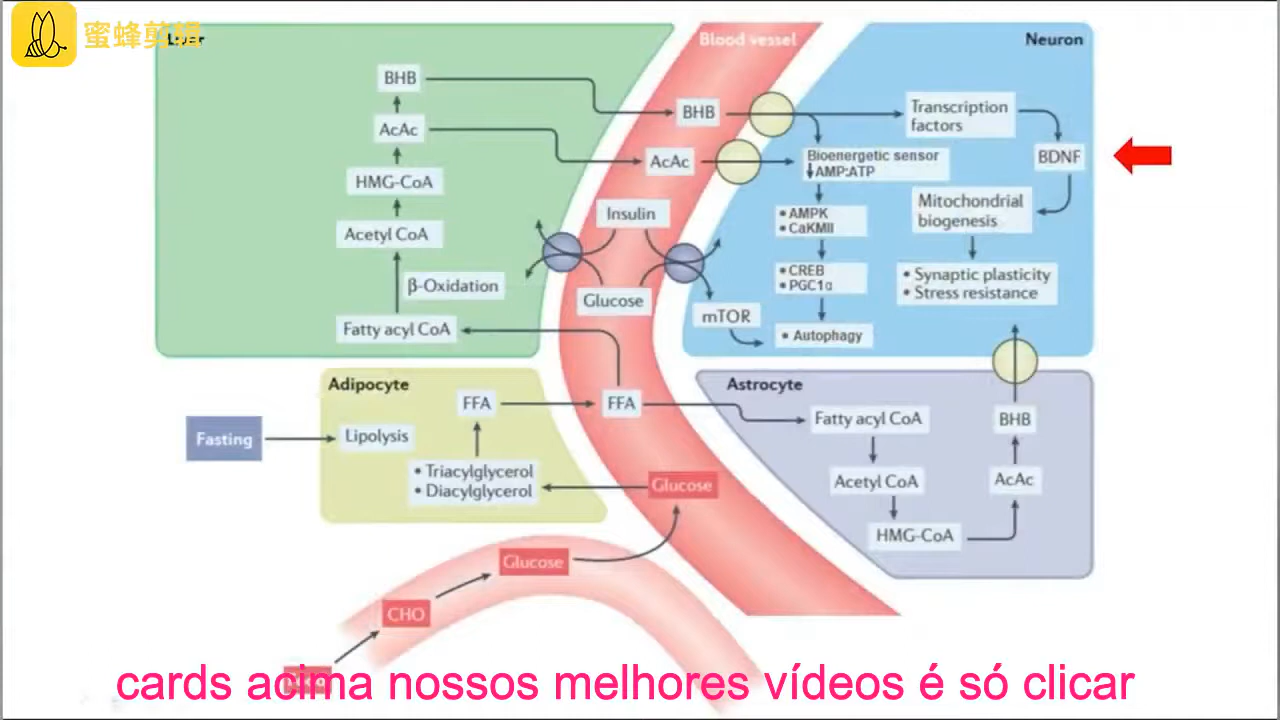 蜜蜂剪辑
Liver
Blood vessel
Neuron
BHB
AcAc
HMG-CoA
Acetyl CoA
β-Oxidation
Fatty acyl CoA
BHB
AcAc
Insulin
Glucose
Transcription
factors
BDNF
Bioenergetic sensor
↓AMP:ATP
• AMPK
• CaKMII
• CREB
• PGC1α
• Autophagy
mTOR
Mitochondrial
biogenesis
• Synaptic plasticity
• Stress resistance
Adipocyte
FFA
Lipolysis
• Triacylglycerol
• Diacylglycerol
Fasting
FFA
Glucose
Astrocyte
Fatty acyl CoA
Acetyl CoA
HMG-CoA
AcAc
BHB
Glucose
CHO
cards acima nossos melhores vídeos é só clicar